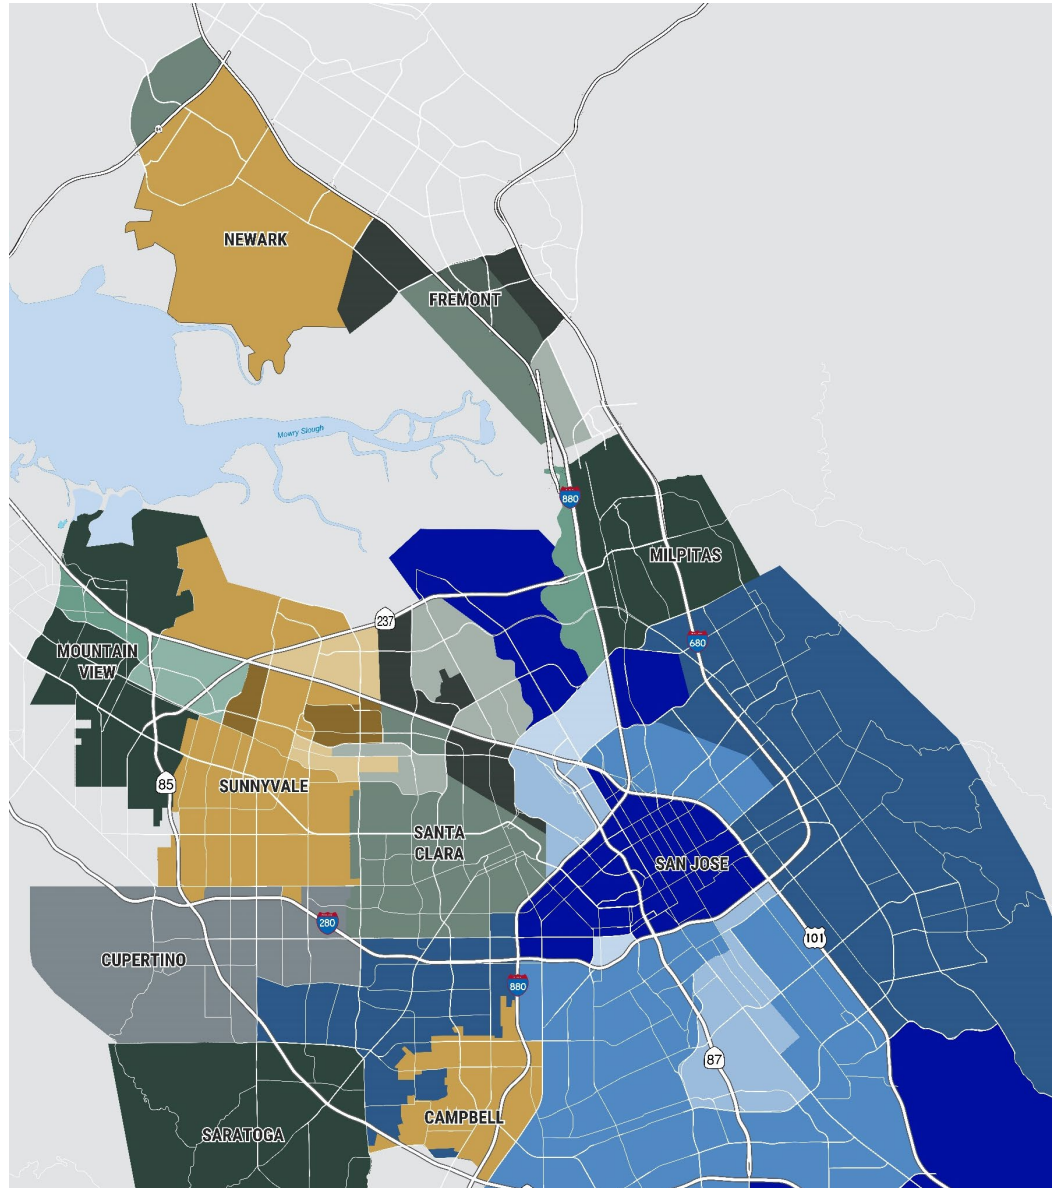 NEWARK
FREMONT
Mowry Slough
880
MILPITAS
237
680
MOUNTAIN
VIEW
85
SUNNYVALE
SANTA
CLARA
SAN JOSE
280
101
CUPERTINO
880
87
CAMPBELL
SARATOGA